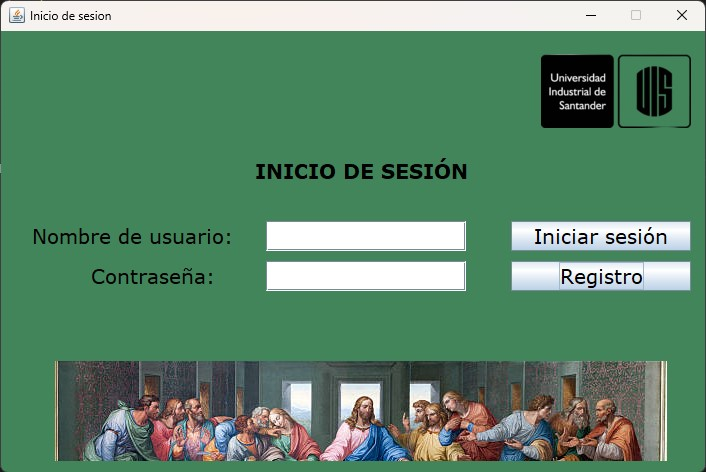 Inicio de sesion
Universidad
Industrial de
Santander
UIS
INICIO DE SESIÓN
Nombre de usuario:
Iniciar sesión
Contraseña:
Registro